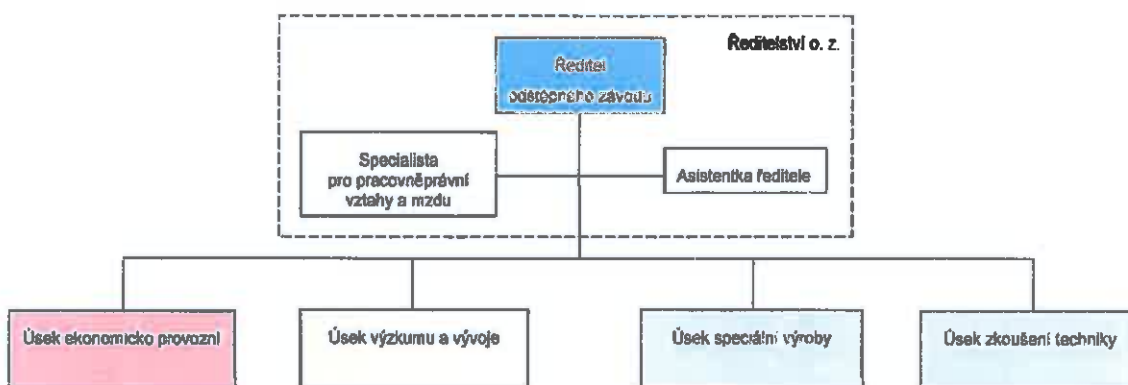 Ředitelství o. z.
Ředitel
odštěpného závodu
Specialista
pro pracovněprávní
vztahy a mzdu
Asistentka ředitele
Úsek ekonomicko provozní
Úsek výzkumu a vývoje
Úsek speciální výroby
Úsek zkoušení techniky